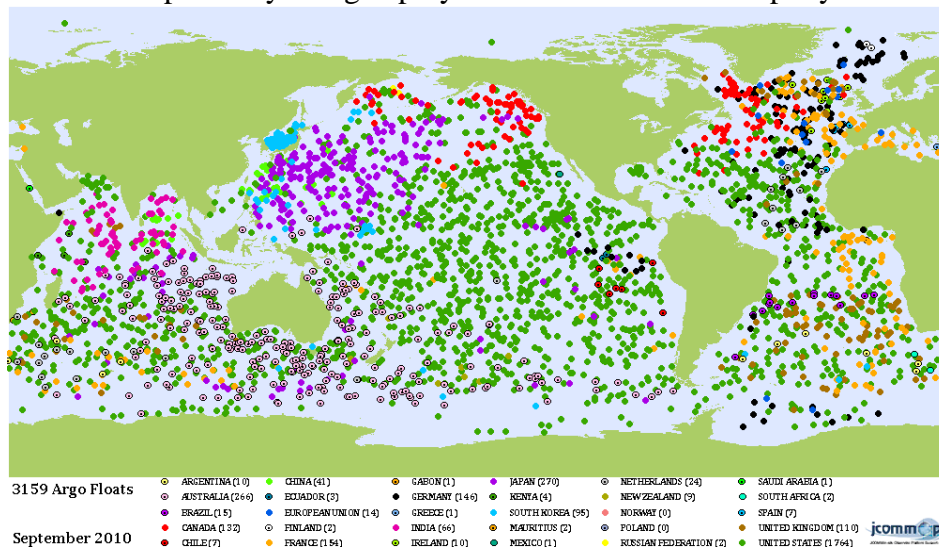 ARGENTINA (10) CHINA (41) GABON (1) JAPAN (270) NETHERLANDS (24) SAUDI ARABIA (1)
3159 Argo Floats
AUSTRALIA (266) ECUADOR (3) GERMANY (146) KENYA (4) NEW ZEALAND (9) SOUTH AFRICA (2)
BRAZIL (15) EUROPEAN UNION (14) GREECE (1) SOUTH KOREA (95) NORWAY (0) SPAIN (7)
CANADA (132) FINLAND (2) INDIA (66) MAURITIUS (2) POLAND (0) UNITED KINGDOM (110)
September 2010
CHILE (7) FRANCE (154) IRELAND (10) MEXICO (1) RUSSIAN FEDERATION (2) UNITED STATES (1764)
jcommops